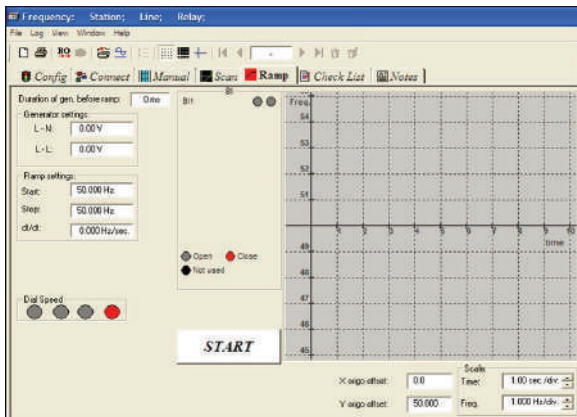 Frequency: Station; Line; Relay;
File Log View Window Help
RO
Config Connect Manual Scan Ramp Check List Notes
Duration of gen. before ramp: 0 ms
Generator settings:
L - N: 0.00 V
L - L: 0.00 V
Ramp settings:
Start: 50.000 Hz
Stop: 50.000 Hz
df/dt: 0.000 Hz/sec.
Dial Speed
BI
BI1
Open Close
Not used
START
Freq.
54
53
52
51
1 2 3 4 5 6 7 8 9 10
time
49
48
47
46
45
X origo offset: 0.0
Y origo offset: 50.000
Scale
Time: 1.00 sec./div.
Freq. 1.000 Hz/div.